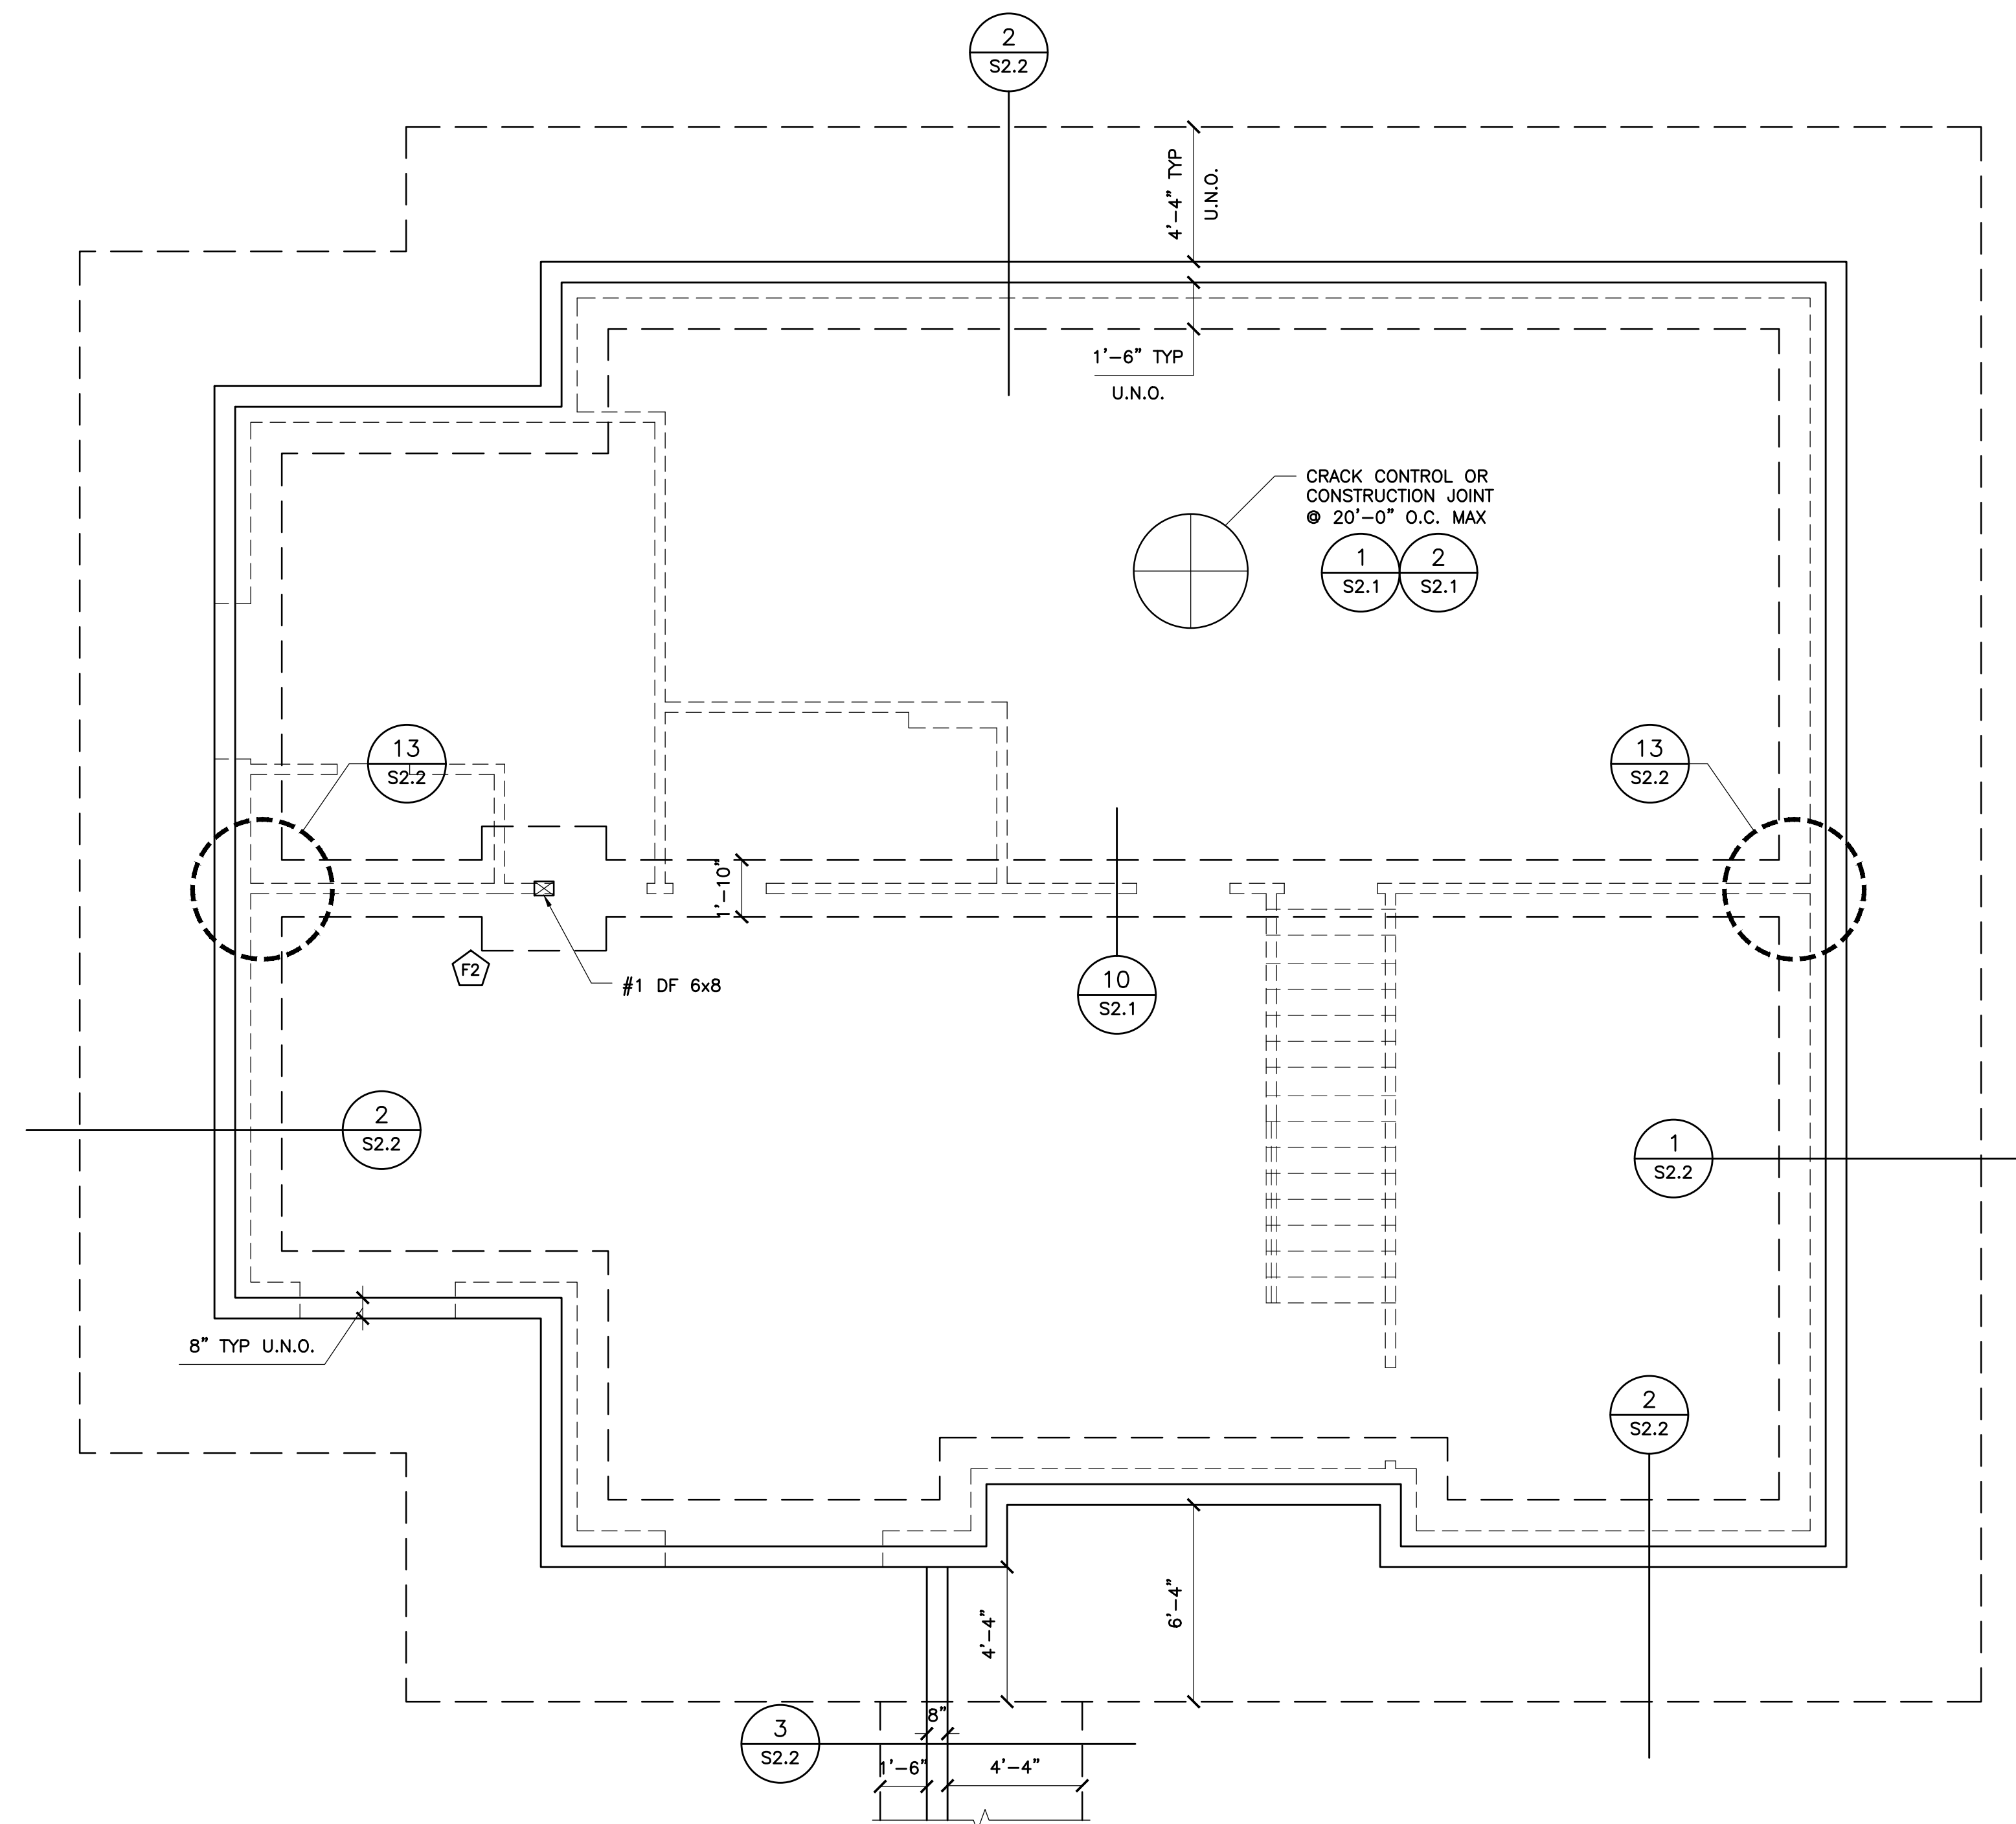 2
S2.2
4'-4" TYP
U.N.O.
1'-6" TYP
U.N.O.
CRACK CONTROL OR
CONSTRUCTION JOINT
@ 20'-0" O.C. MAX
1
S2.1
2
S2.1
13
S2.2
13
S2.2
1'-10"
F2
#1 DF 6x8
10
S2.1
2
S2.2
1
S2.2
8" TYP U.N.O.
2
S2.2
4'-4"
6'-4"
3
S2.2
8"
1'-6"
4'-4"